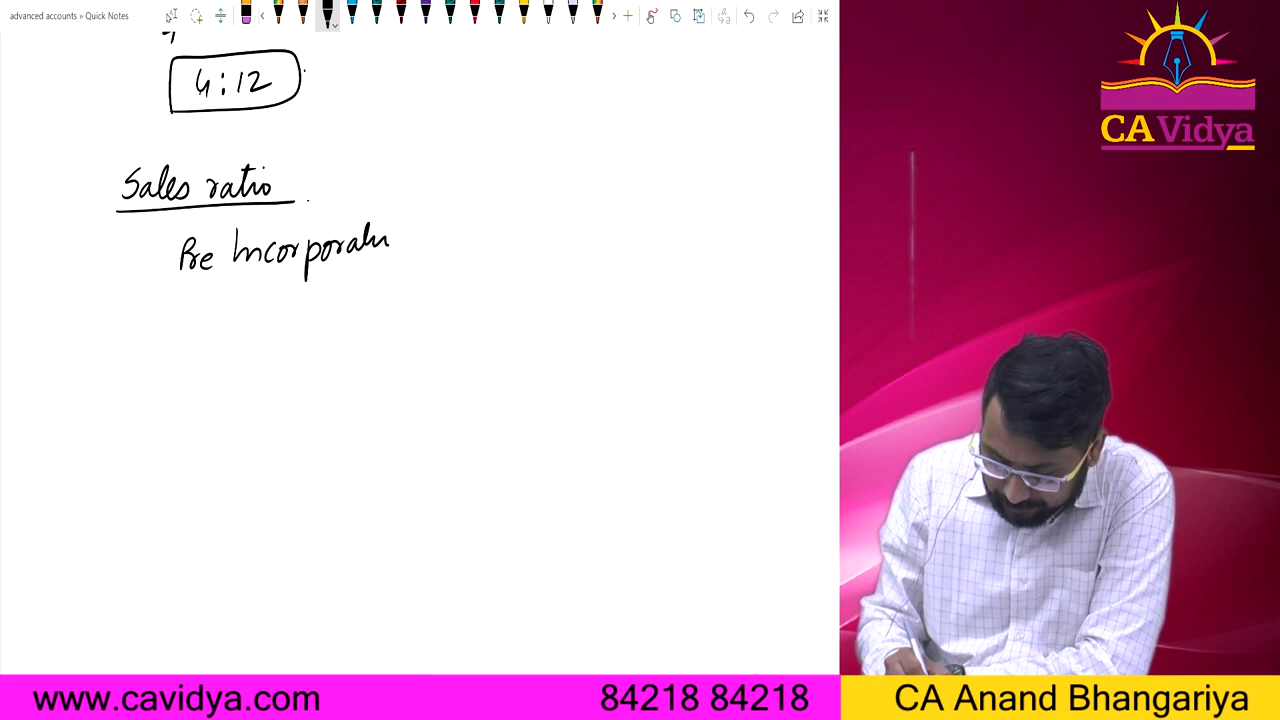 advanced accounts » Quick Notes
4:12
Sales ratio
Pre Incorporatn
CA Vidya
www.cavidya.com
84218 84218
CA Anand Bhangariya